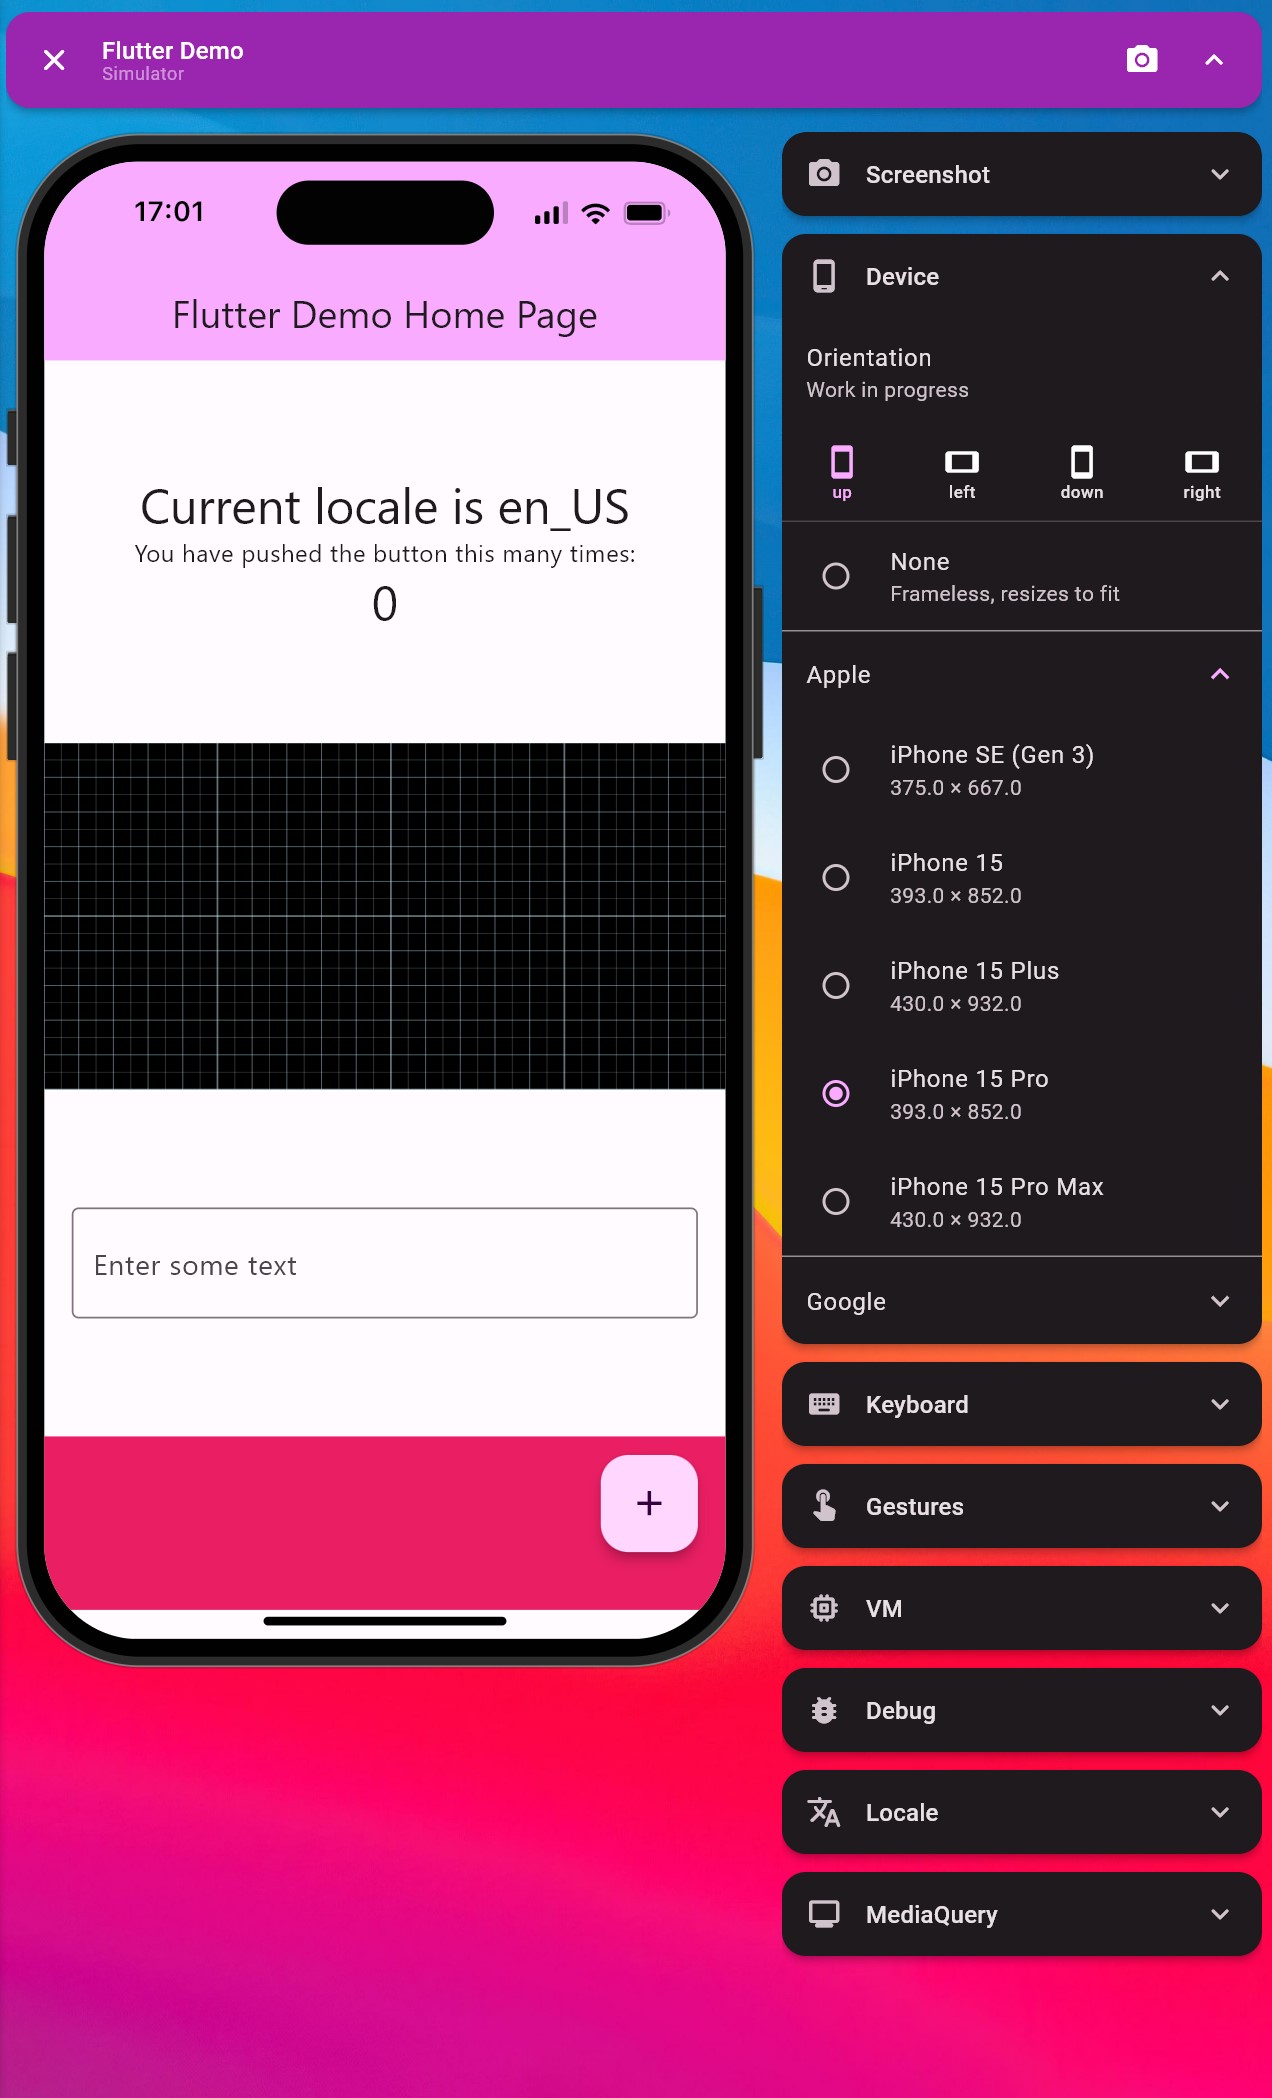 Flutter Demo
Simulator
17:01
Flutter Demo Home Page
Current locale is en_US
You have pushed the button this many times:
0
Enter some text
+
Screenshot
Device
Orientation
Work in progress
up left down right
None
Frameless, resizes to fit
Apple
iPhone SE (Gen 3)
375.0 × 667.0
iPhone 15
393.0 × 852.0
iPhone 15 Plus
430.0 × 932.0
iPhone 15 Pro
393.0 × 852.0
iPhone 15 Pro Max
430.0 × 932.0
Google
Keyboard
Gestures
VM
Debug
Locale
MediaQuery